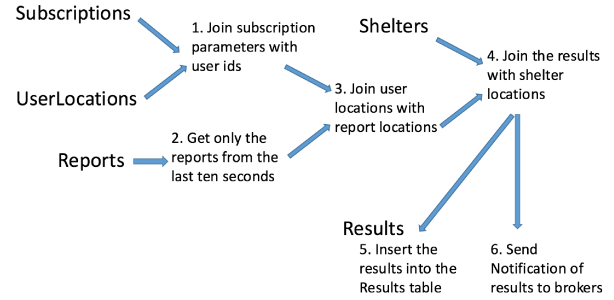 Subscriptions
1. Join subscription
parameters with
user ids
UserLocations
Reports
2. Get only the
reports from the
last ten seconds
Shelters
3. Join user
locations with
report locations
4. Join the results
with shelter
locations
Results
5. Insert the
results into the
Results table
6. Send
Notification of
results to brokers